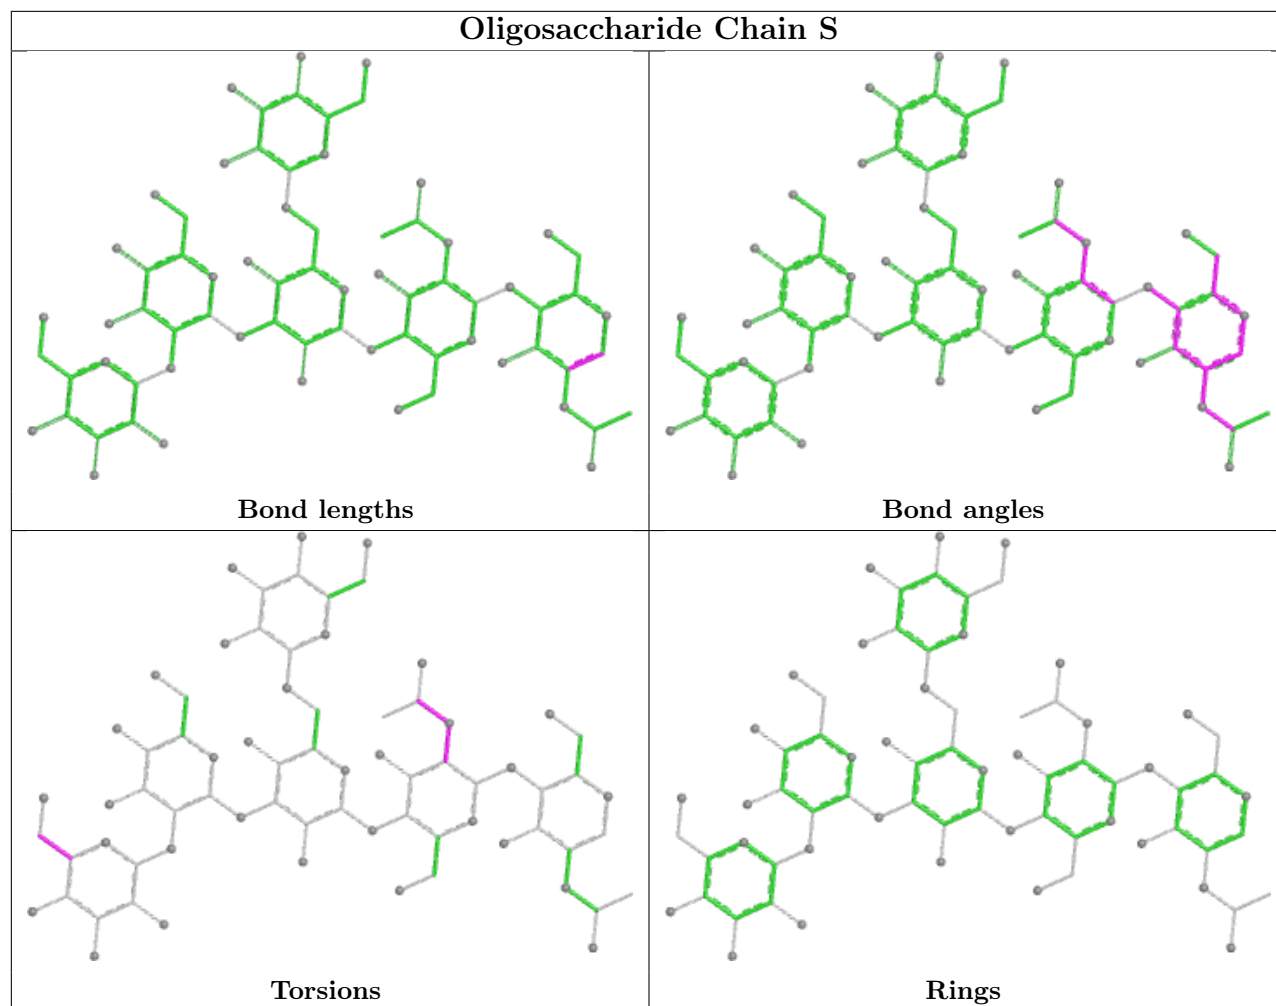 Oligosaccharide Chain S
Bond lengths
Bond angles
Torsions
Rings